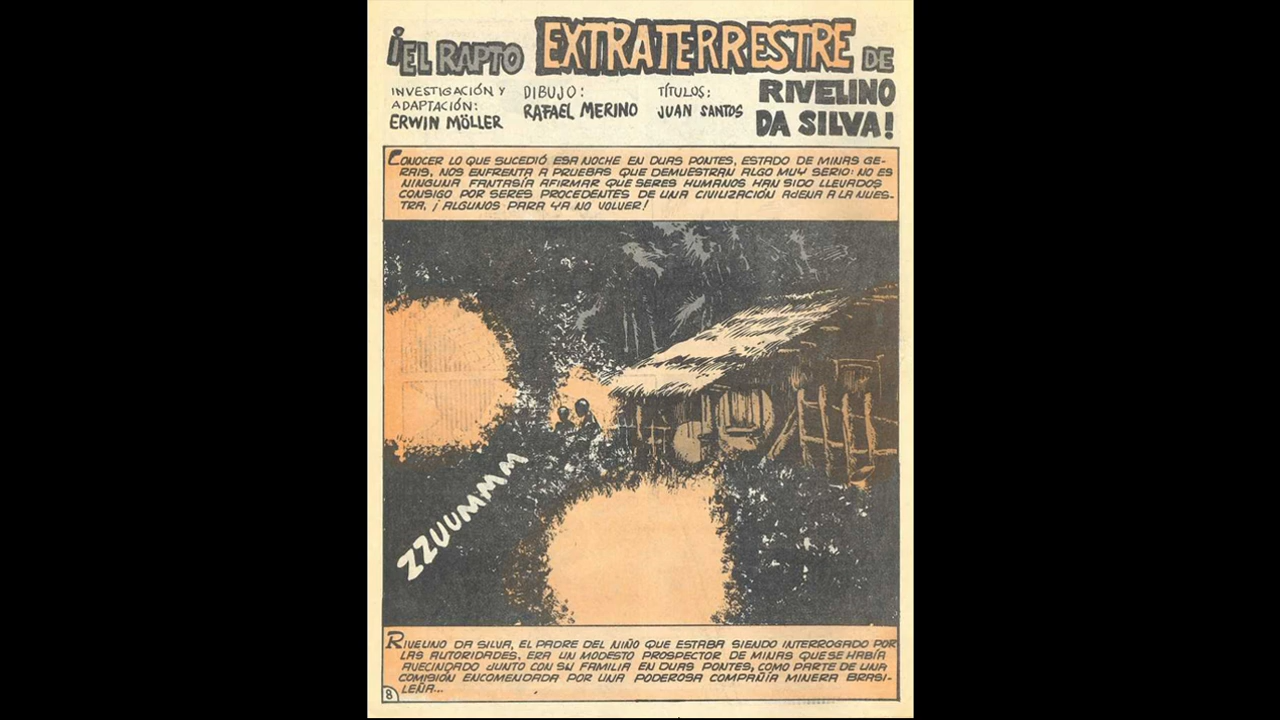 ¡EL RAPTO EXTRATERRESTRE DE
RIVELINO
DA SILVA!
INVESTIGACIÓN Y
ADAPTACIÓN:
ERWIN MÖLLER
DIBUJO:
RAFAEL MERINO
TÍTULOS:
JUAN SANTOS
CONOCER LO QUE SUCEDIÓ ESA NOCHE EN DUAS PONTES, ESTADO DE MINAS GE-
RAIS, NOS ENFRENTA A PRUEBAS QUE DEMUESTRAN ALGO MUY SERIO: NO ES
NINGUNA FANTASÍA AFIRMAR QUE SERES HUMANOS HAN SIDO LLEVADOS
CONSIGO POR SERES PROCEDENTES DE UNA CIVILIZACIÓN AJENA A LA NUES-
TRA, ¡ALGUNOS PARA YA NO VOLVER!
ZZUUMMM
RIVELINO DA SILVA, EL PADRE DEL NIÑO QUE ESTABA SIENDO INTERROGADO POR
LAS AUTORIDADES, ERA UN MODESTO PROSPECTOR DE MINAS QUE SE HABÍA
AVECINDADO JUNTO CON SU FAMILIA EN DUAS PONTES, COMO PARTE DE UNA
COMISIÓN ENCOMENDADA POR UNA PODEROSA COMPAÑÍA MINERA BRASI-
LEÑA...
8